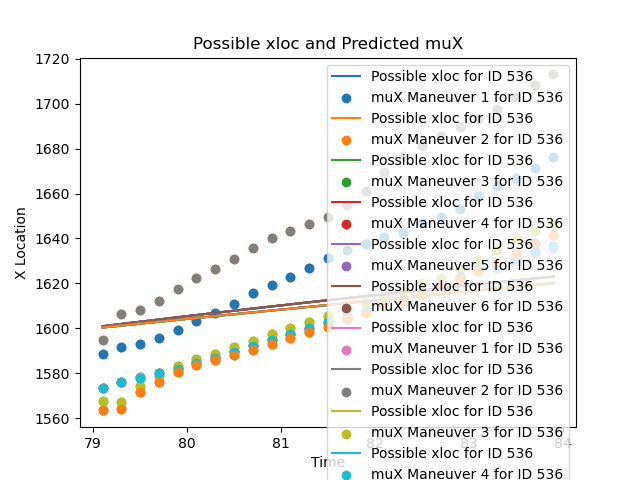 Possible xloc and Predicted muX
1720
1700
1680
1660
1640
1620
1600
1580
1560
X Location
79
80
81
82
83
84
Time
Possible xloc for ID 536
muX Maneuver 1 for ID 536
Possible xloc for ID 536
muX Maneuver 2 for ID 536
Possible xloc for ID 536
muX Maneuver 3 for ID 536
Possible xloc for ID 536
muX Maneuver 4 for ID 536
Possible xloc for ID 536
muX Maneuver 5 for ID 536
Possible xloc for ID 536
muX Maneuver 6 for ID 536
Possible xloc for ID 536
muX Maneuver 1 for ID 536
Possible xloc for ID 536
muX Maneuver 2 for ID 536
Possible xloc for ID 536
muX Maneuver 3 for ID 536
Possible xloc for ID 536
muX Maneuver 4 for ID 536